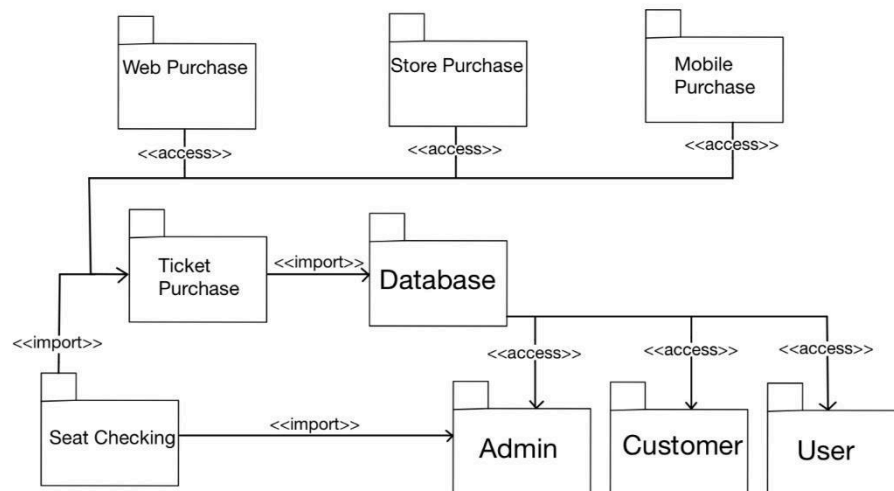 Web Purchase
Store Purchase
Mobile
Purchase
<<access>>
<<access>>
<<access>>
Ticket
Purchase
<<import>>
Database
<<import>>
<<access>>
<<access>>
<<access>>
Seat Checking
<<import>>
Admin
Customer
User